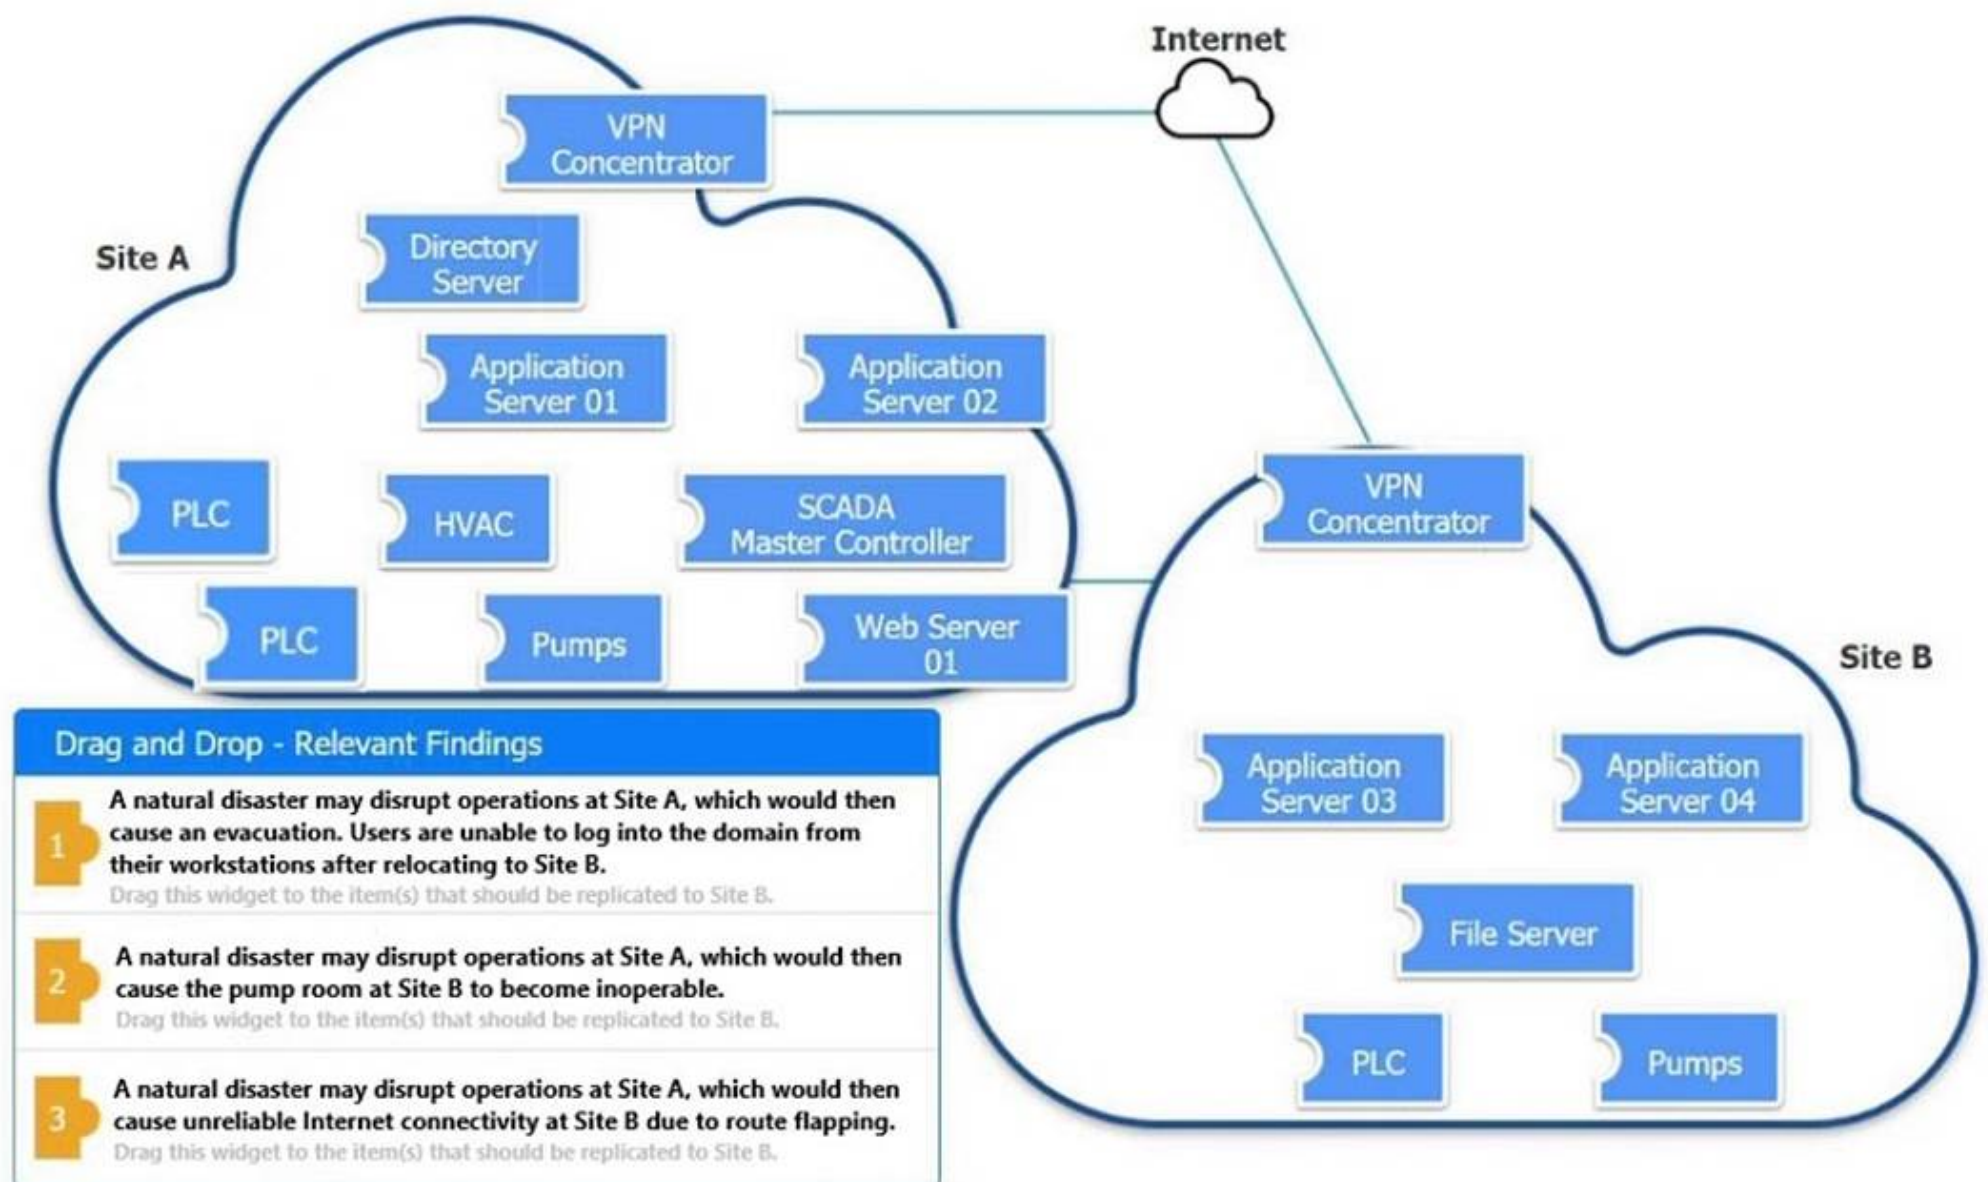 Internet
VPN
Concentrator
Site A
Directory
Server
Application
Server 01
Application
Server 02
PLC
HVAC
SCADA
Master Controller
VPN
Concentrator
PLC
Pumps
Web Server
01
Site B
Application
Server 03
Application
Server 04
File Server
PLC
Pumps
Drag and Drop - Relevant Findings
1
A natural disaster may disrupt operations at Site A, which would then
cause an evacuation. Users are unable to log into the domain from
their workstations after relocating to Site B.
Drag this widget to the item(s) that should be replicated to Site B.
2
A natural disaster may disrupt operations at Site A, which would then
cause the pump room at Site B to become inoperable.
Drag this widget to the item(s) that should be replicated to Site B.
3
A natural disaster may disrupt operations at Site A, which would then
cause unreliable Internet connectivity at Site B due to route flapping.
Drag this widget to the item(s) that should be replicated to Site B.